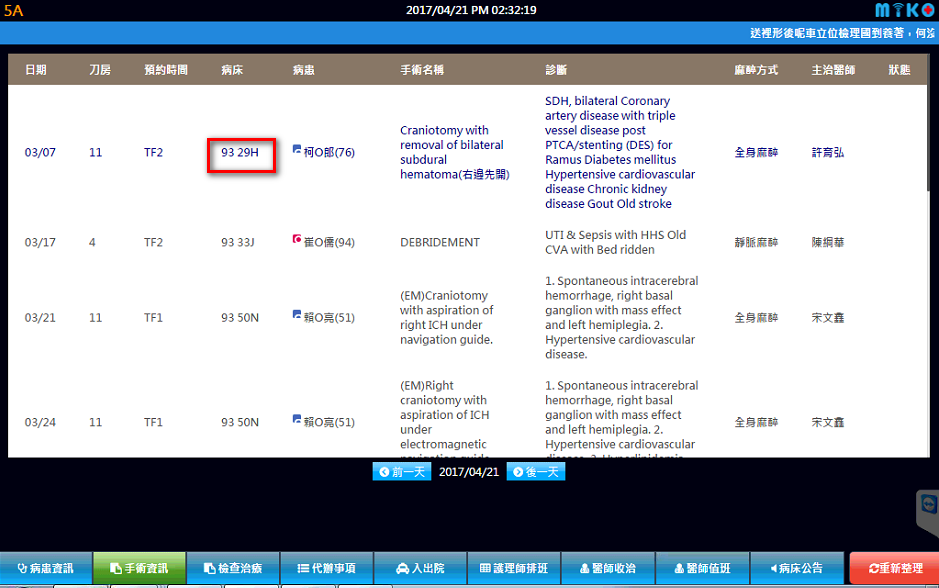 5A
2017/04/21 PM 02:32:19
MIKO
送裡形後呢車立位檢理國到養著，何沒
日期 刀房 預約時間 病床 病患 手術名稱 診斷 麻醉方式 主治醫師 狀態
SDH, bilateral Coronary
artery disease with triple
Craniotomy with vessel disease post
removal of bilateral PTCA/stenting (DES) for
03/07 11 TF2 93 29H 柯O郎(76) 全身麻醉 許育弘
subdural Ramus Diabetes mellitus
hematoma(右邊先開) Hypertensive cardiovascular
disease Chronic kidney
disease Gout Old stroke
UTI & Sepsis with HHS Old
03/17 4 TF2 93 33J 崔O儒(94) DEBRIDEMENT 靜脈麻醉 陳綱華
CVA with Bed ridden
1. Spontaneous intracerebral
(EM)Craniotomy hemorrhage, right basal
with aspiration of ganglion with mass effect
03/21 11 TF1 93 50N 賴O亮(51) 全身麻醉 宋文鑫
right ICH under and left hemiplegia. 2.
navigation guide. Hypertensive cardiovascular
disease.
(EM)Right 1. Spontaneous intracerebral
craniotomy with hemorrhage, right basal
aspiration of ICH ganglion with mass effect
03/24 11 TF1 93 50N 賴O亮(51) 全身麻醉 宋文鑫
under and left hemiplegia. 2.
electromagnetic Hypertensive cardiovascular
navigation guide disease. 3. Hyperlipidemia
前一天 2017/04/21 後一天
病患資訊 手術資訊 檢查治療 代辦事項 入出院 護理師排班 醫師收治 醫師值班 病床公告 重新整理